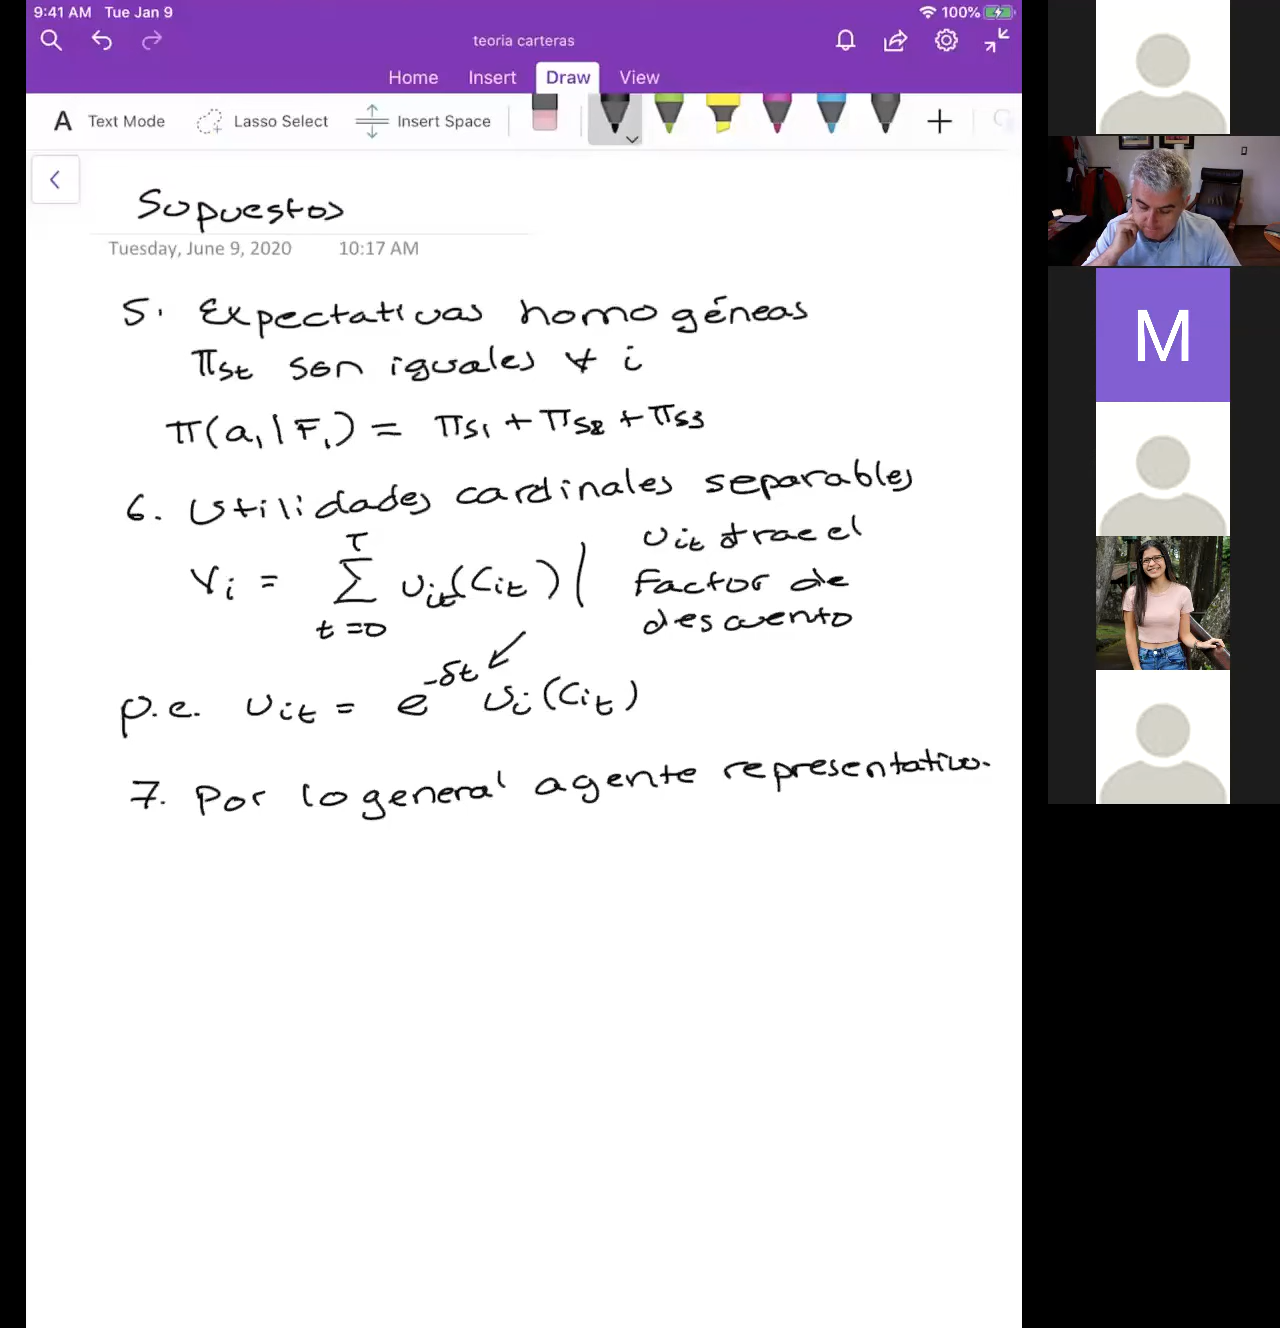 9:41 AM Tue Jan 9
100%
teoria carteras
Home Insert Draw View
A Text Mode Lasso Select Insert Space
Supuestos
Tuesday, June 9, 2020 10:17 AM
5. Expectativas homogéneas
πst son iguales ∀ i
π(a₁|F₁) = πs1 + πs2 + πs3
6. Utilidades cardinales separables
Vi = T∑t=0 uit(Cit) | uit trae el
factor de
descuento
p.e. uit = e^-δt ui(Cit)
7. Por lo general agente representativo.
M